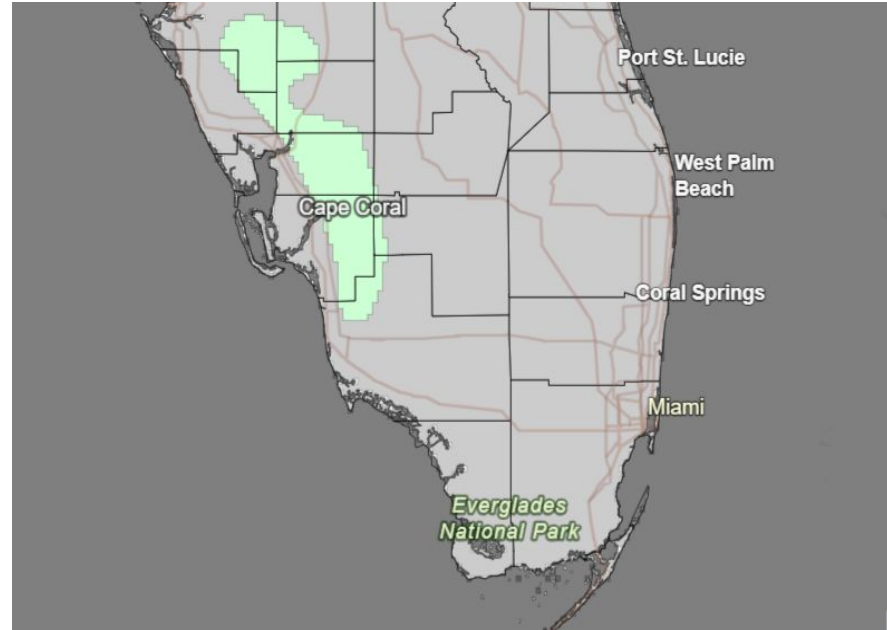 Port St. Lucie
West Palm
Beach
Cape Coral
Coral Springs
Miami
Everglades
National Park